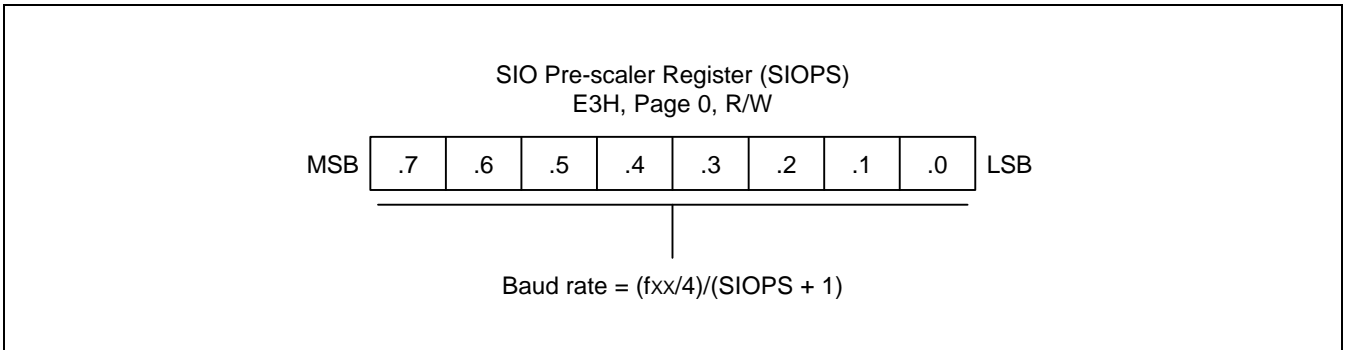 SIO Pre-scaler Register (SIOPS)
E3H, Page 0, R/W
MSB .7 .6 .5 .4 .3 .2 .1 .0 LSB
Baud rate = (fxx/4)/(SIOPS + 1)